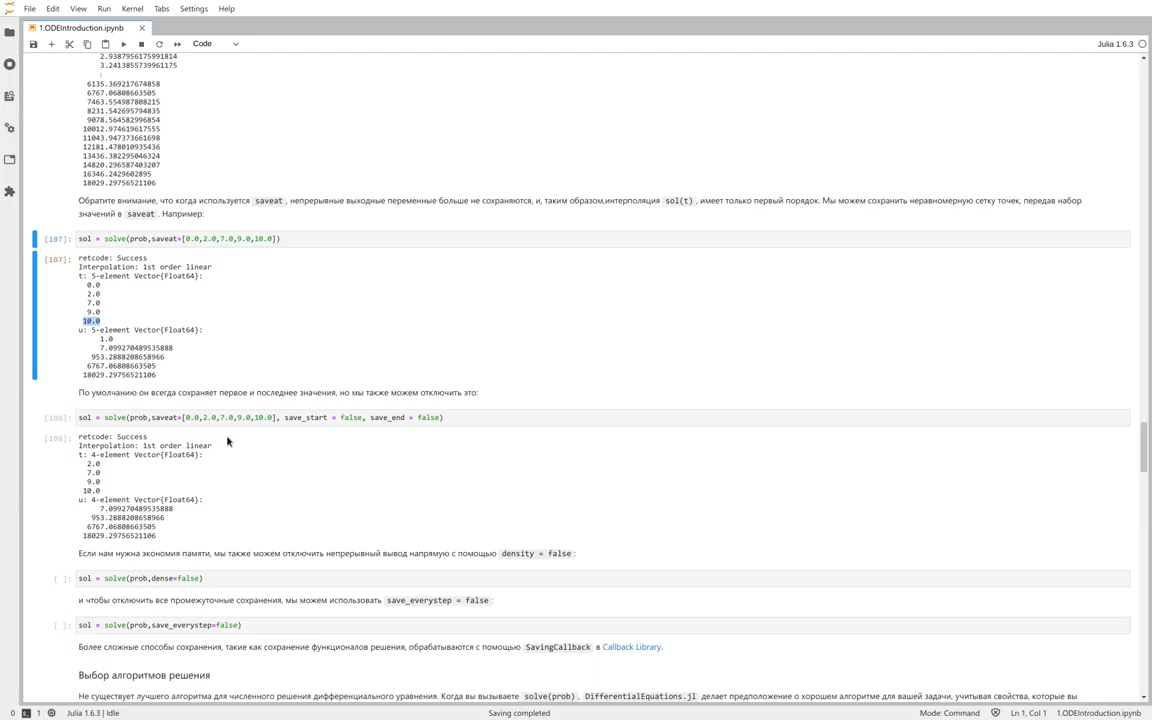 File Edit View Run Kernel Tabs Settings Help
1.ODEIntroduction.ipynb
Code
Julia 1.6.3
2.9387956175991814
3.2413855739961175
⋮
6135.369217674858
6767.06808663505
7463.554987808215
8231.542695794835
9078.564582996854
10012.974619617555
11043.947373661698
12181.478010935436
13436.382295046324
14820.296587403207
16346.2429602895
18029.29756521106
Обратите внимание, что когда используется saveat, непрерывные выходные переменные больше не сохраняются, и, таким образом,интерполяция sol(t), имеет только первый порядок. Мы можем сохранить неравномерную сетку точек, передав набор
значений в saveat. Например:
[107]: sol = solve(prob,saveat=[0.0,2.0,7.0,9.0,10.0])
[107]: retcode: Success
Interpolation: 1st order linear
t: 5-element Vector{Float64}:
0.0
2.0
7.0
9.0
10.0
u: 5-element Vector{Float64}:
1.0
7.099270489535888
953.2888208658966
6767.06808663505
18029.29756521106
По умолчанию он всегда сохраняет первое и последнее значения, но мы также можем отключить это:
[108]: sol = solve(prob,saveat=[0.0,2.0,7.0,9.0,10.0], save_start = false, save_end = false)
[108]: retcode: Success
Interpolation: 1st order linear
t: 4-element Vector{Float64}:
2.0
7.0
9.0
10.0
u: 4-element Vector{Float64}:
7.099270489535888
953.2888208658966
6767.06808663505
18029.29756521106
Если нам нужна экономия памяти, мы также можем отключить непрерывный вывод напрямую с помощью density = false:
[ ]: sol = solve(prob,dense=false)
и чтобы отключить все промежуточные сохранения, мы можем использовать save_everystep = false:
[ ]: sol = solve(prob,save_everystep=false)
Более сложные способы сохранения, такие как сохранение функционалов решения, обрабатываются с помощью SavingCallback в Callback Library.
Выбор алгоритмов решения
Не существует лучшего алгоритма для численного решения дифференциального уравнения. Когда вы вызываете solve(prob), DifferentialEquations.jl делает предположение о хорошем алгоритме для вашей задачи, учитывая свойства, которые вы
0 1 Julia 1.6.3 | Idle Saving completed Mode: Command Ln 1, Col 1 1.ODEIntroduction.ipynb